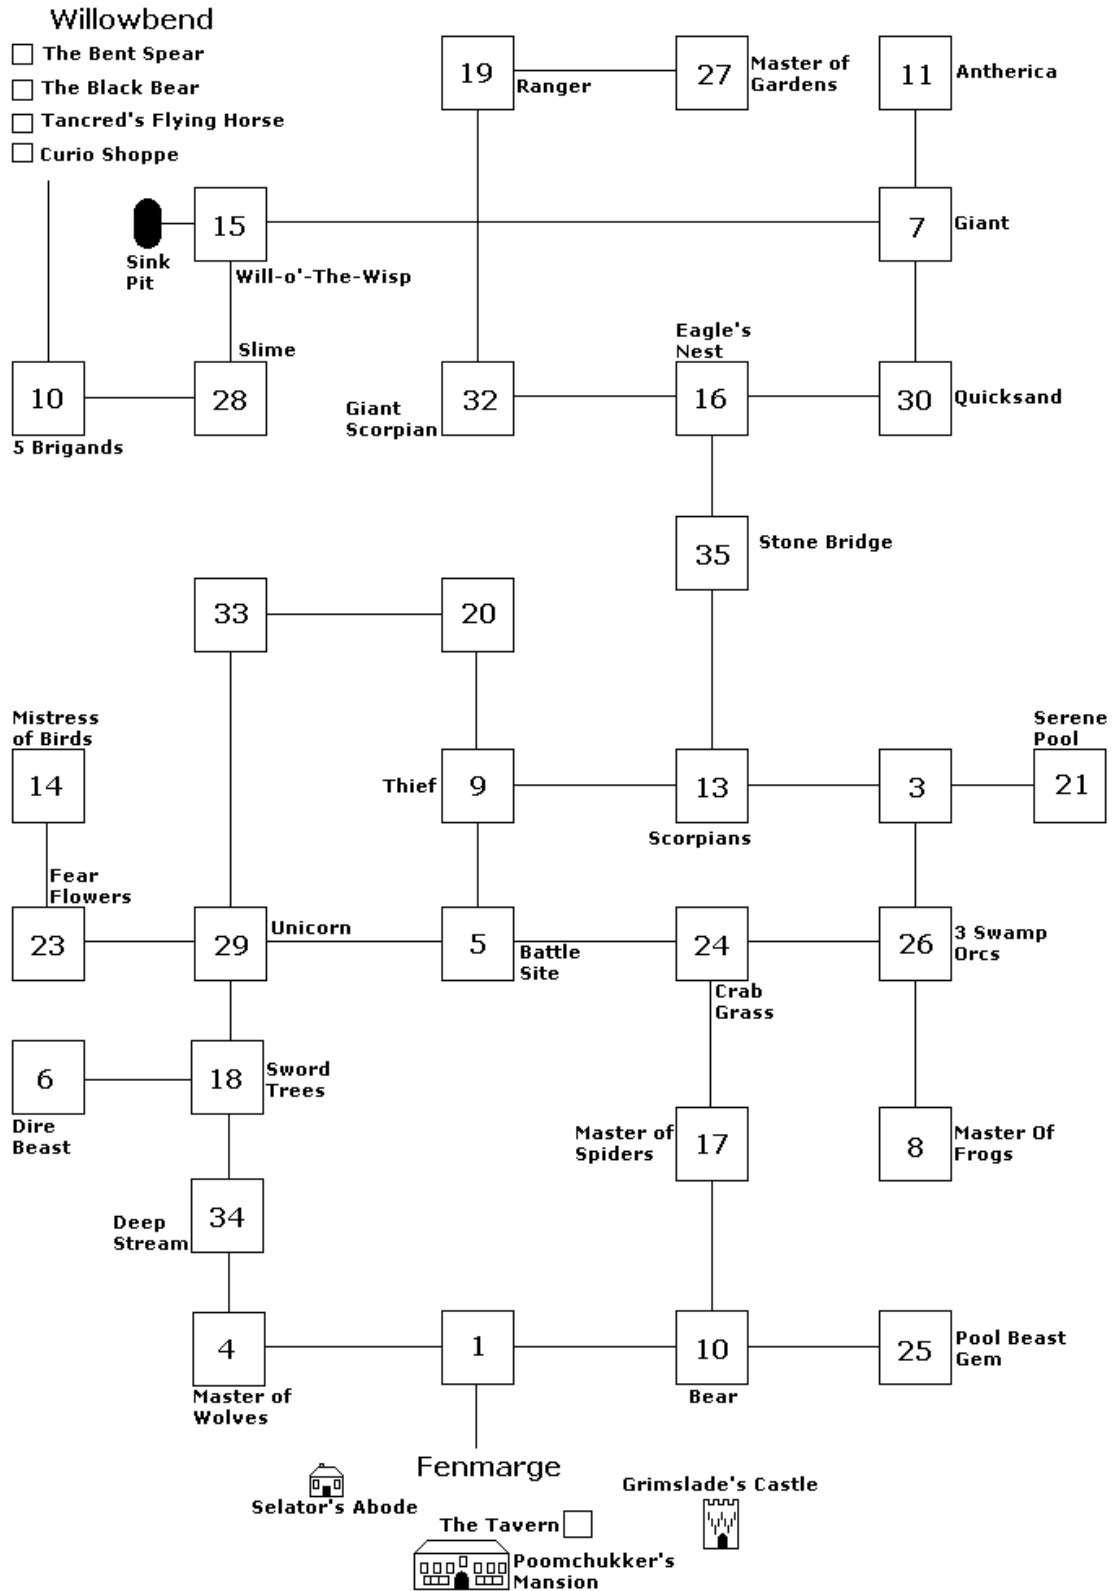 Willowbend
The Bent Spear
The Black Bear
Tancred's Flying Horse
Curio Shoppe
19
Ranger
27
Master of
Gardens
11
Antherica
Sink
Pit
15
Will-o'-The-Wisp
7
Giant
10
5 Brigands
Slime
28
Giant
Scorpian
32
Eagle's
Nest
16
30
Quicksand
35
Stone Bridge
33
20
Mistress
of Birds
14
Thief
9
13
Scorpians
3
Serene
Pool
21
Fear
Flowers
23
29
Unicorn
5
Battle
Site
24
Crab
Grass
26
3 Swamp
Orcs
6
Dire
Beast
18
Sword
Trees
Master of
Spiders
17
8
Master Of
Frogs
Deep
Stream
34
4
Master of
Wolves
1
10
Bear
25
Pool Beast
Gem
Fenmarge
Selator's Abode
Grimslade's Castle
The Tavern
Poomchukker's
Mansion